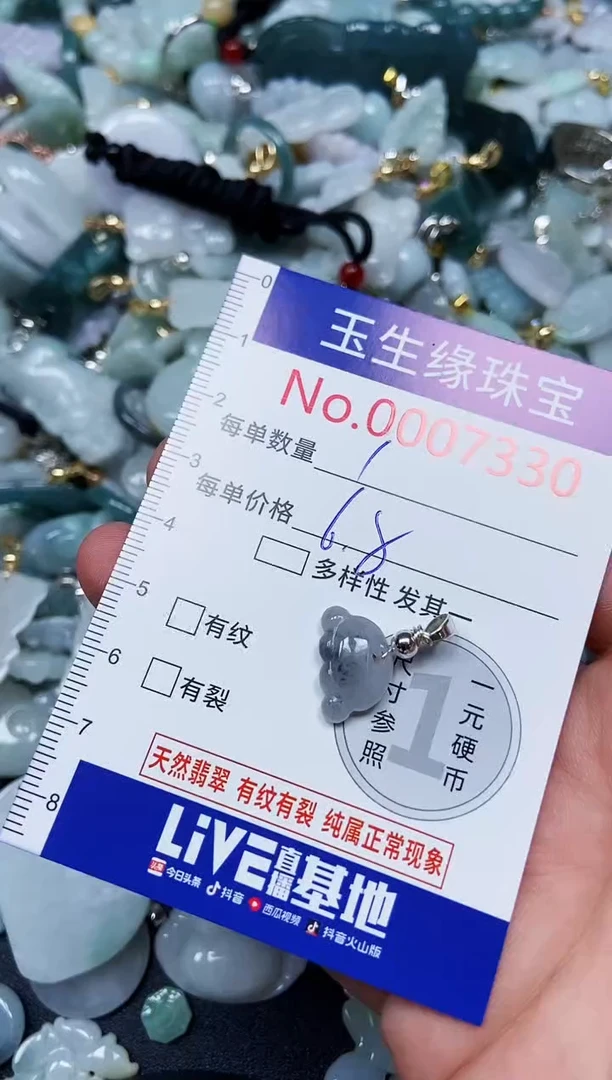 0
玉生缘珠宝
1
No.0007330
2
每单数量 1
3
每单价格 68
4
多样性 发其一
5
有纹
6
有裂
尺寸参照
1
一元硬币
7
天然翡翠 有纹有裂 纯属正常现象
8
LiVE直播基地
头条 今日头条 抖音 西瓜视频 抖音火山版